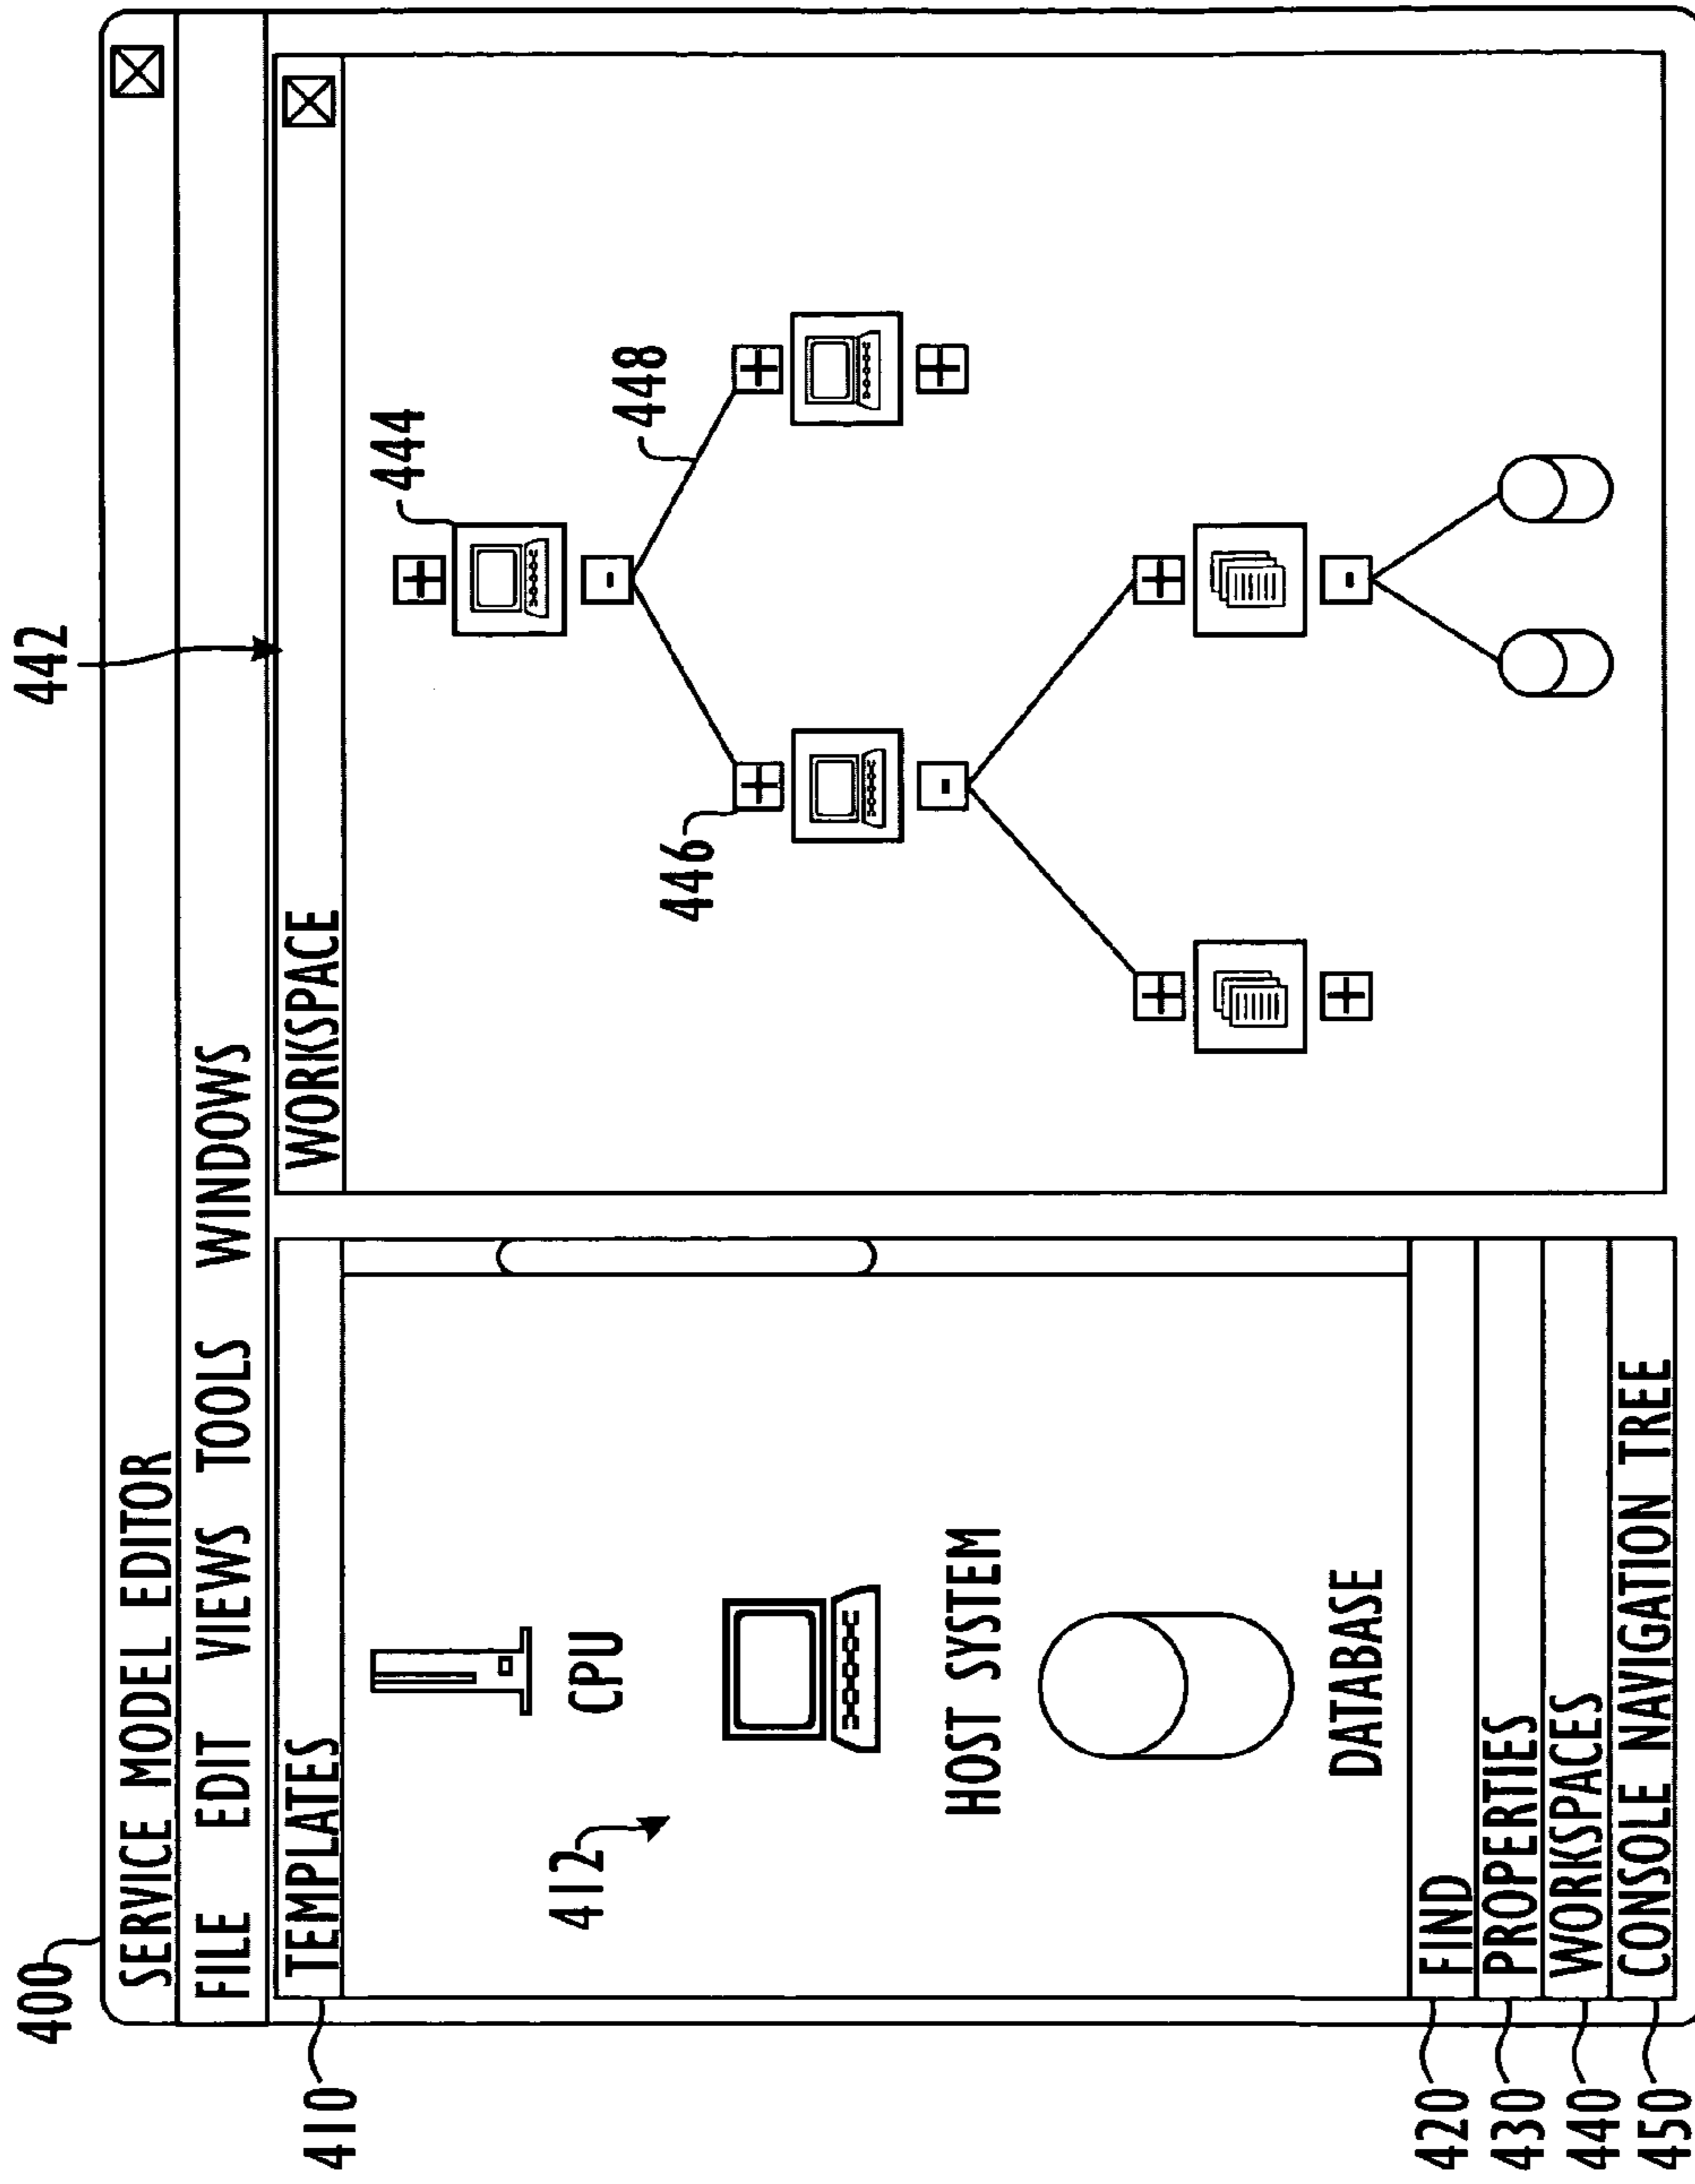 400
442
SERVICE MODEL EDITOR
FILE EDIT VIEWS TOOLS WINDOWS
410
TEMPLATES
WORKSPACE
CPU
412
HOST SYSTEM
DATABASE
444
448
446
+
-
+
+
-
+
+
+
-
+
420
FIND
430
PROPERTIES
440
WORKSPACES
450
CONSOLE NAVIGATION TREE